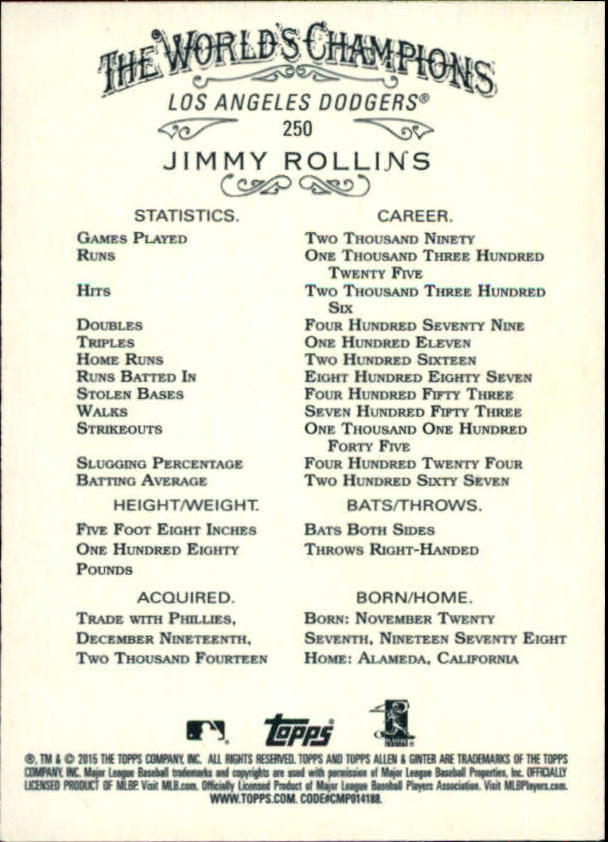 THE WORLD'S CHAMPIONS
LOS ANGELES DODGERS®
250
JIMMY ROLLINS
STATISTICS. CAREER.
GAMES PLAYED TWO THOUSAND NINETY
RUNS ONE THOUSAND THREE HUNDRED
TWENTY FIVE
HITS TWO THOUSAND THREE HUNDRED
SIX
DOUBLES FOUR HUNDRED SEVENTY NINE
TRIPLES ONE HUNDRED ELEVEN
HOME RUNS TWO HUNDRED SIXTEEN
RUNS BATTED IN EIGHT HUNDRED EIGHTY SEVEN
STOLEN BASES FOUR HUNDRED FIFTY THREE
WALKS SEVEN HUNDRED FIFTY THREE
STRIKEOUTS ONE THOUSAND ONE HUNDRED
FORTY FIVE
SLUGGING PERCENTAGE FOUR HUNDRED TWENTY FOUR
BATTING AVERAGE TWO HUNDRED SIXTY SEVEN
HEIGHT/WEIGHT. BATS/THROWS.
FIVE FOOT EIGHT INCHES BATS BOTH SIDES
ONE HUNDRED EIGHTY THROWS RIGHT-HANDED
POUNDS
ACQUIRED. BORN/HOME.
TRADE WITH PHILLIES, BORN: NOVEMBER TWENTY
DECEMBER NINETEENTH, SEVENTH, NINETEEN SEVENTY EIGHT
TWO THOUSAND FOURTEEN HOME: ALAMEDA, CALIFORNIA
topps
®, TM & © 2015 THE TOPPS COMPANY, INC. ALL RIGHTS RESERVED. TOPPS AND TOPPS ALLEN & GINTER ARE TRADEMARKS OF THE TOPPS
COMPANY, INC. Major League Baseball trademarks and copyrights are used with permission of Major League Baseball Properties, Inc. OFFICIALLY
LICENSED PRODUCT OF MLBP. Visit MLB.com. Officially Licensed Product of Major League Baseball Players Association. Visit MLBPlayers.com.
WWW.TOPPS.COM. CODE#CMP014188.